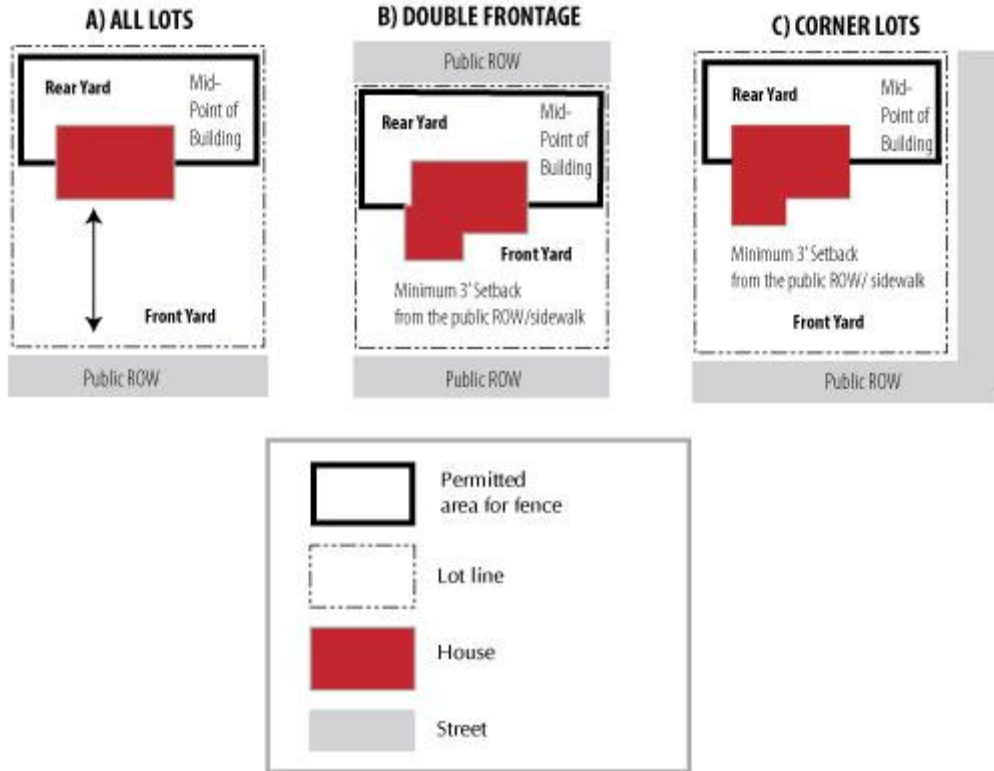 A) ALL LOTS
Rear Yard
Mid-
Point of
Building
Front Yard
Public ROW
B) DOUBLE FRONTAGE
Public ROW
Rear Yard
Mid-
Point of
Building
Front Yard
Minimum 3' Setback
from the public ROW/sidewalk
Public ROW
C) CORNER LOTS
Rear Yard
Mid-
Point of
Building
Minimum 3' Setback
from the public ROW/ sidewalk
Front Yard
Public ROW
Permitted
area for fence
Lot line
House
Street